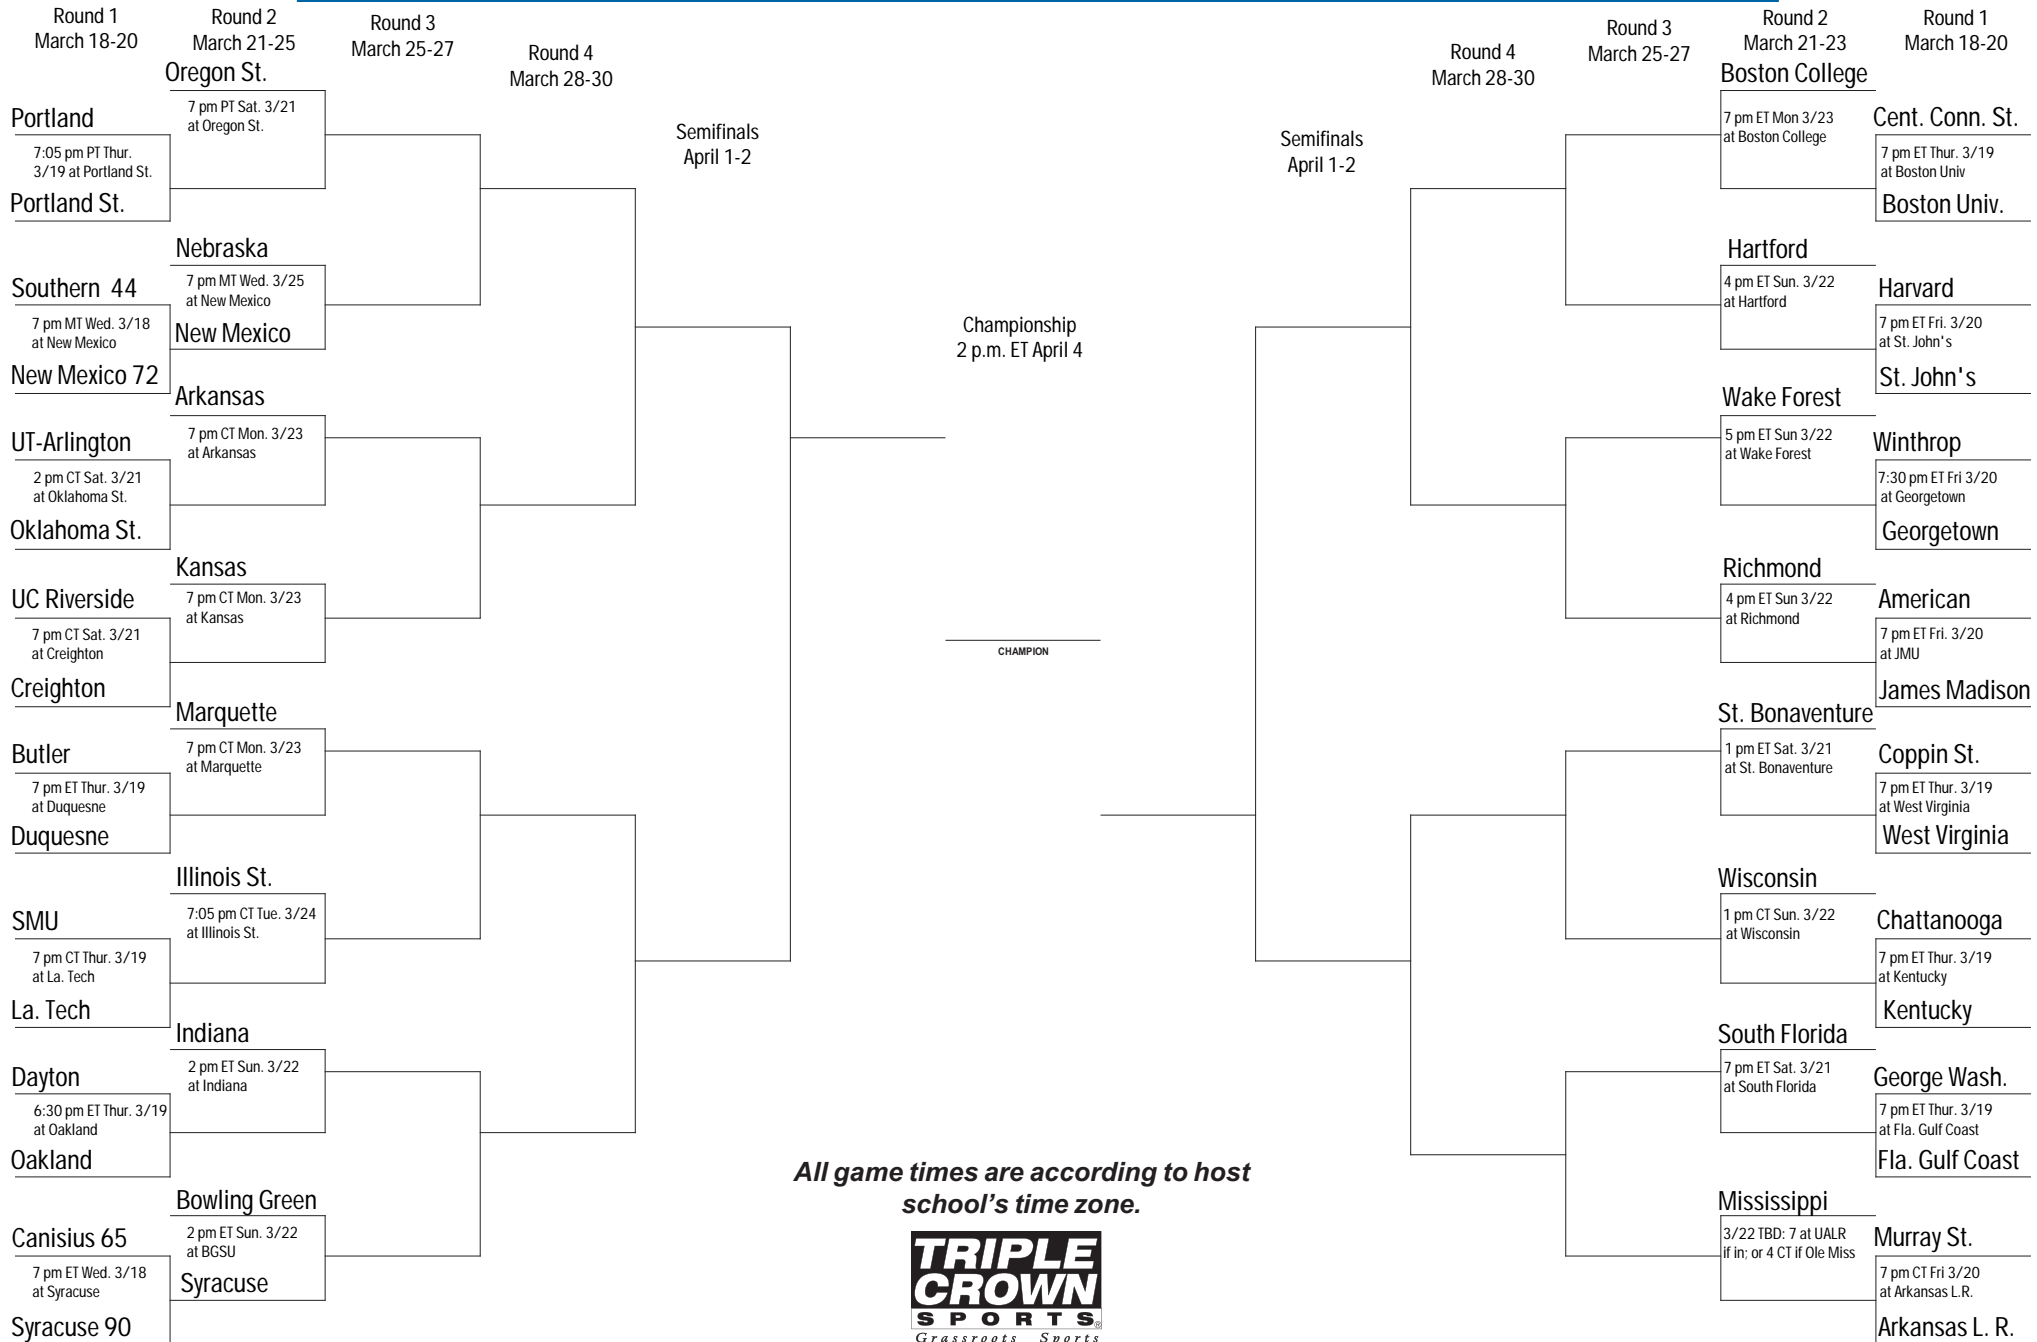 Round 1
March 18-20
Round 2
March 21-25
Round 3
March 25-27
Round 4
March 28-30
Semifinals
April 1-2
Oregon St.
7 pm PT Sat. 3/21
at Oregon St.
Portland
7:05 pm PT Thur.
3/19 at Portland St.
Portland St.
Nebraska
7 pm MT Wed. 3/25
at New Mexico
New Mexico
Southern 44
7 pm MT Wed. 3/18
at New Mexico
New Mexico 72
Arkansas
7 pm CT Mon. 3/23
at Arkansas
UT-Arlington
2 pm CT Sat. 3/21
at Oklahoma St.
Oklahoma St.
Kansas
7 pm CT Mon. 3/23
at Kansas
UC Riverside
7 pm CT Sat. 3/21
at Creighton
Creighton
Marquette
7 pm CT Mon. 3/23
at Marquette
Butler
7 pm ET Thur. 3/19
at Duquesne
Duquesne
Illinois St.
7:05 pm CT Tue. 3/24
at Illinois St.
SMU
7 pm CT Thur. 3/19
at La. Tech
La. Tech
Indiana
2 pm ET Sun. 3/22
at Indiana
Dayton
6:30 pm ET Thur. 3/19
at Oakland
Oakland
Bowling Green
2 pm ET Sun. 3/22
at BGSU
Syracuse
Canisius 65
7 pm ET Wed. 3/18
at Syracuse
Syracuse 90
Championship
2 p.m. ET April 4
CHAMPION
All game times are according to host
school's time zone.
TRIPLE
CROWN
SPORTS®
Grassroots Sports
Semifinals
April 1-2
Round 4
March 28-30
Round 3
March 25-27
Round 2
March 21-23
Round 1
March 18-20
Boston College
7 pm ET Mon 3/23
at Boston College
Cent. Conn. St.
7 pm ET Thur. 3/19
at Boston Univ
Boston Univ.
Hartford
4 pm ET Sun. 3/22
at Hartford
Harvard
7 pm ET Fri. 3/20
at St. John's
St. John's
Wake Forest
5 pm ET Sun 3/22
at Wake Forest
Winthrop
7:30 pm ET Fri 3/20
at Georgetown
Georgetown
Richmond
4 pm ET Sun 3/22
at Richmond
American
7 pm ET Fri. 3/20
at JMU
James Madison
St. Bonaventure
1 pm ET Sat. 3/21
at St. Bonaventure
Coppin St.
7 pm ET Thur. 3/19
at West Virginia
West Virginia
Wisconsin
1 pm CT Sun. 3/22
at Wisconsin
Chattanooga
7 pm ET Thur. 3/19
at Kentucky
Kentucky
South Florida
7 pm ET Sat. 3/21
at South Florida
George Wash.
7 pm ET Thur. 3/19
at Fla. Gulf Coast
Fla. Gulf Coast
Mississippi
3/22 TBD: 7 at UALR
if in; or 4 CT if Ole Miss
Murray St.
7 pm CT Fri 3/20
at Arkansas L.R.
Arkansas L. R.